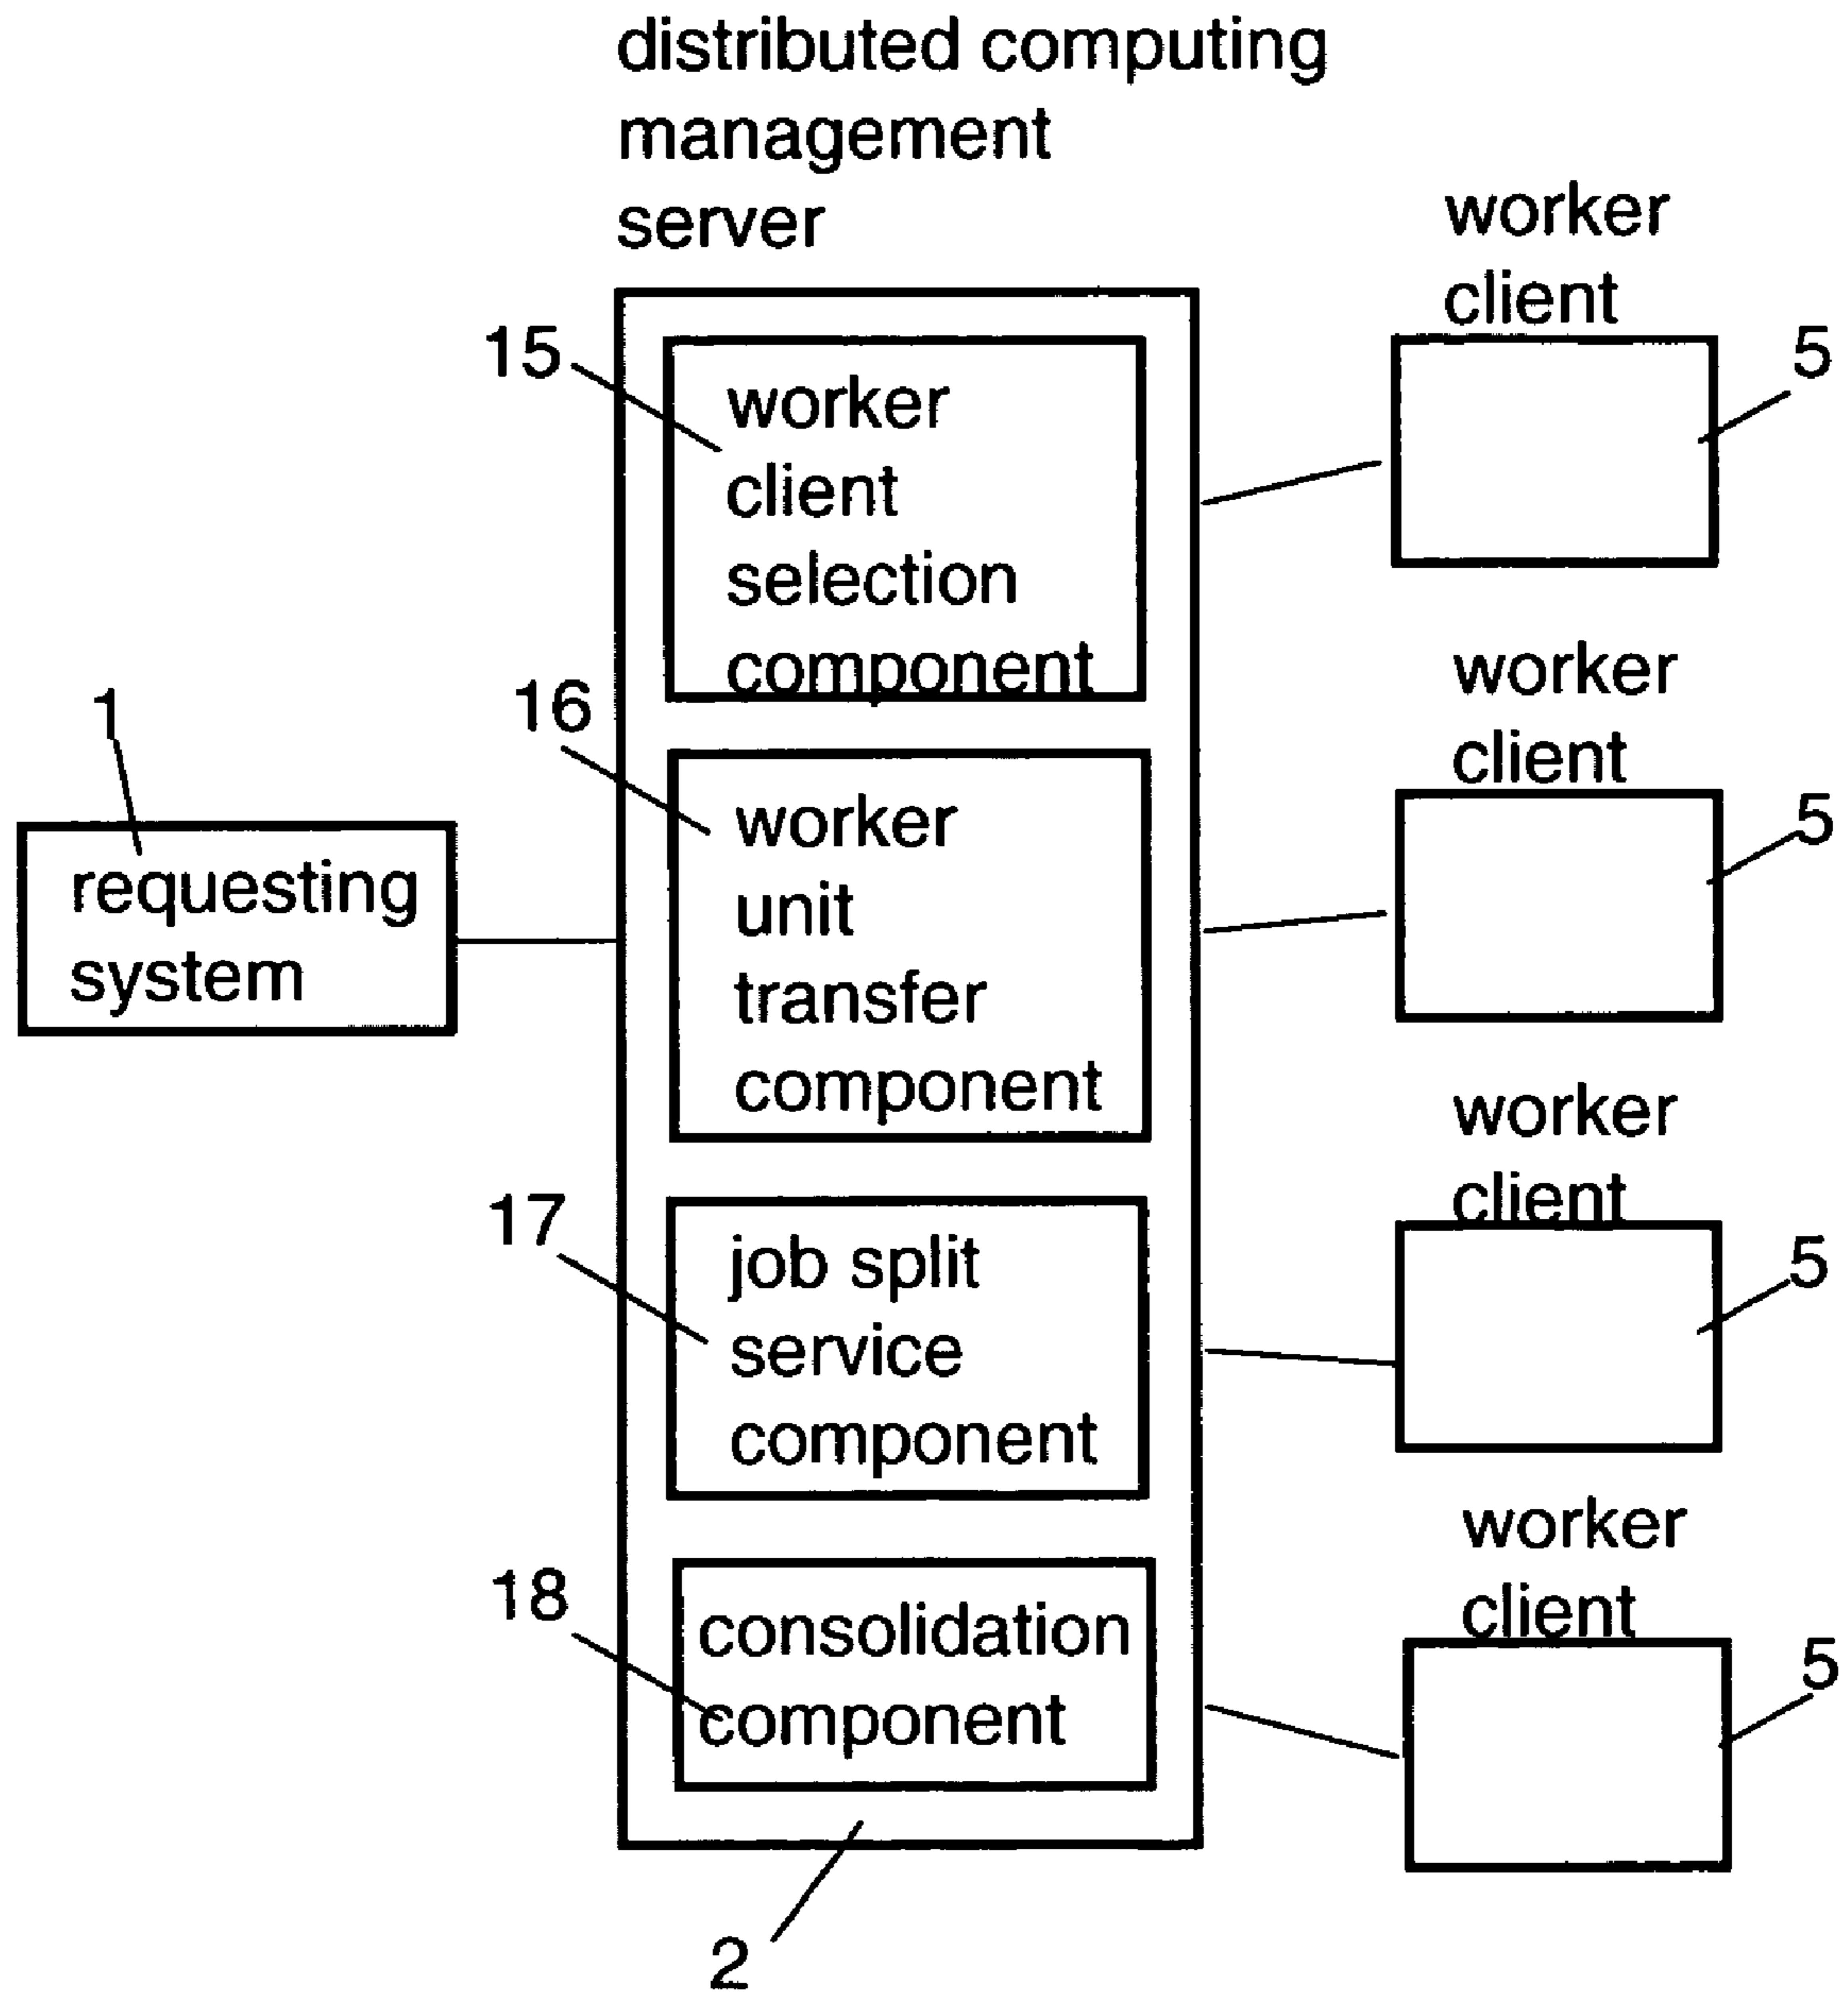 distributed computing
management
server
worker
client
5
15
worker
client
selection
component
worker
client
5
16
worker
unit
transfer
component
1
requesting
system
worker
client
5
17
job split
service
component
worker
client
5
18
consolidation
component
2